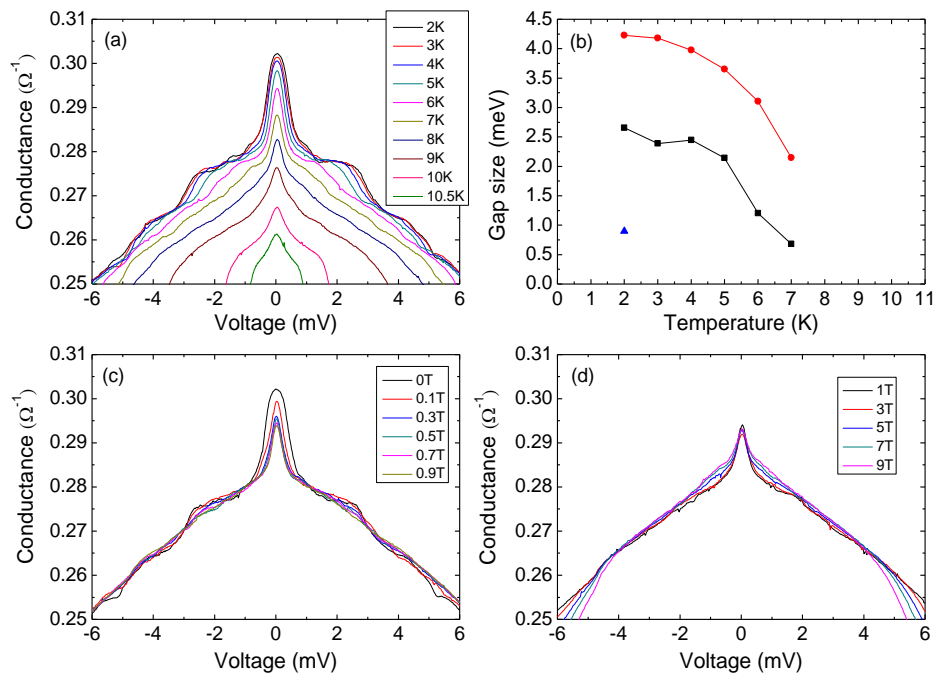 (a)
2K
3K
4K
5K
6K
7K
8K
9K
10K
10.5K
0.31
0.30
0.29
0.28
0.27
0.26
0.25
Conductance (Ω⁻¹)
-6 -4 -2 0 2 4 6
Voltage (mV)
(b)
4.5
4.0
3.5
3.0
2.5
2.0
1.5
1.0
0.5
0.0
Gap size (meV)
0 1 2 3 4 5 6 7 8 9 10 11
Temperature (K)
(c)
0T
0.1T
0.3T
0.5T
0.7T
0.9T
0.31
0.30
0.29
0.28
0.27
0.26
0.25
Conductance (Ω⁻¹)
-6 -4 -2 0 2 4 6
Voltage (mV)
(d)
1T
3T
5T
7T
9T
0.31
0.30
0.29
0.28
0.27
0.26
0.25
Conductance (Ω⁻¹)
-6 -4 -2 0 2 4 6
Voltage (mV)